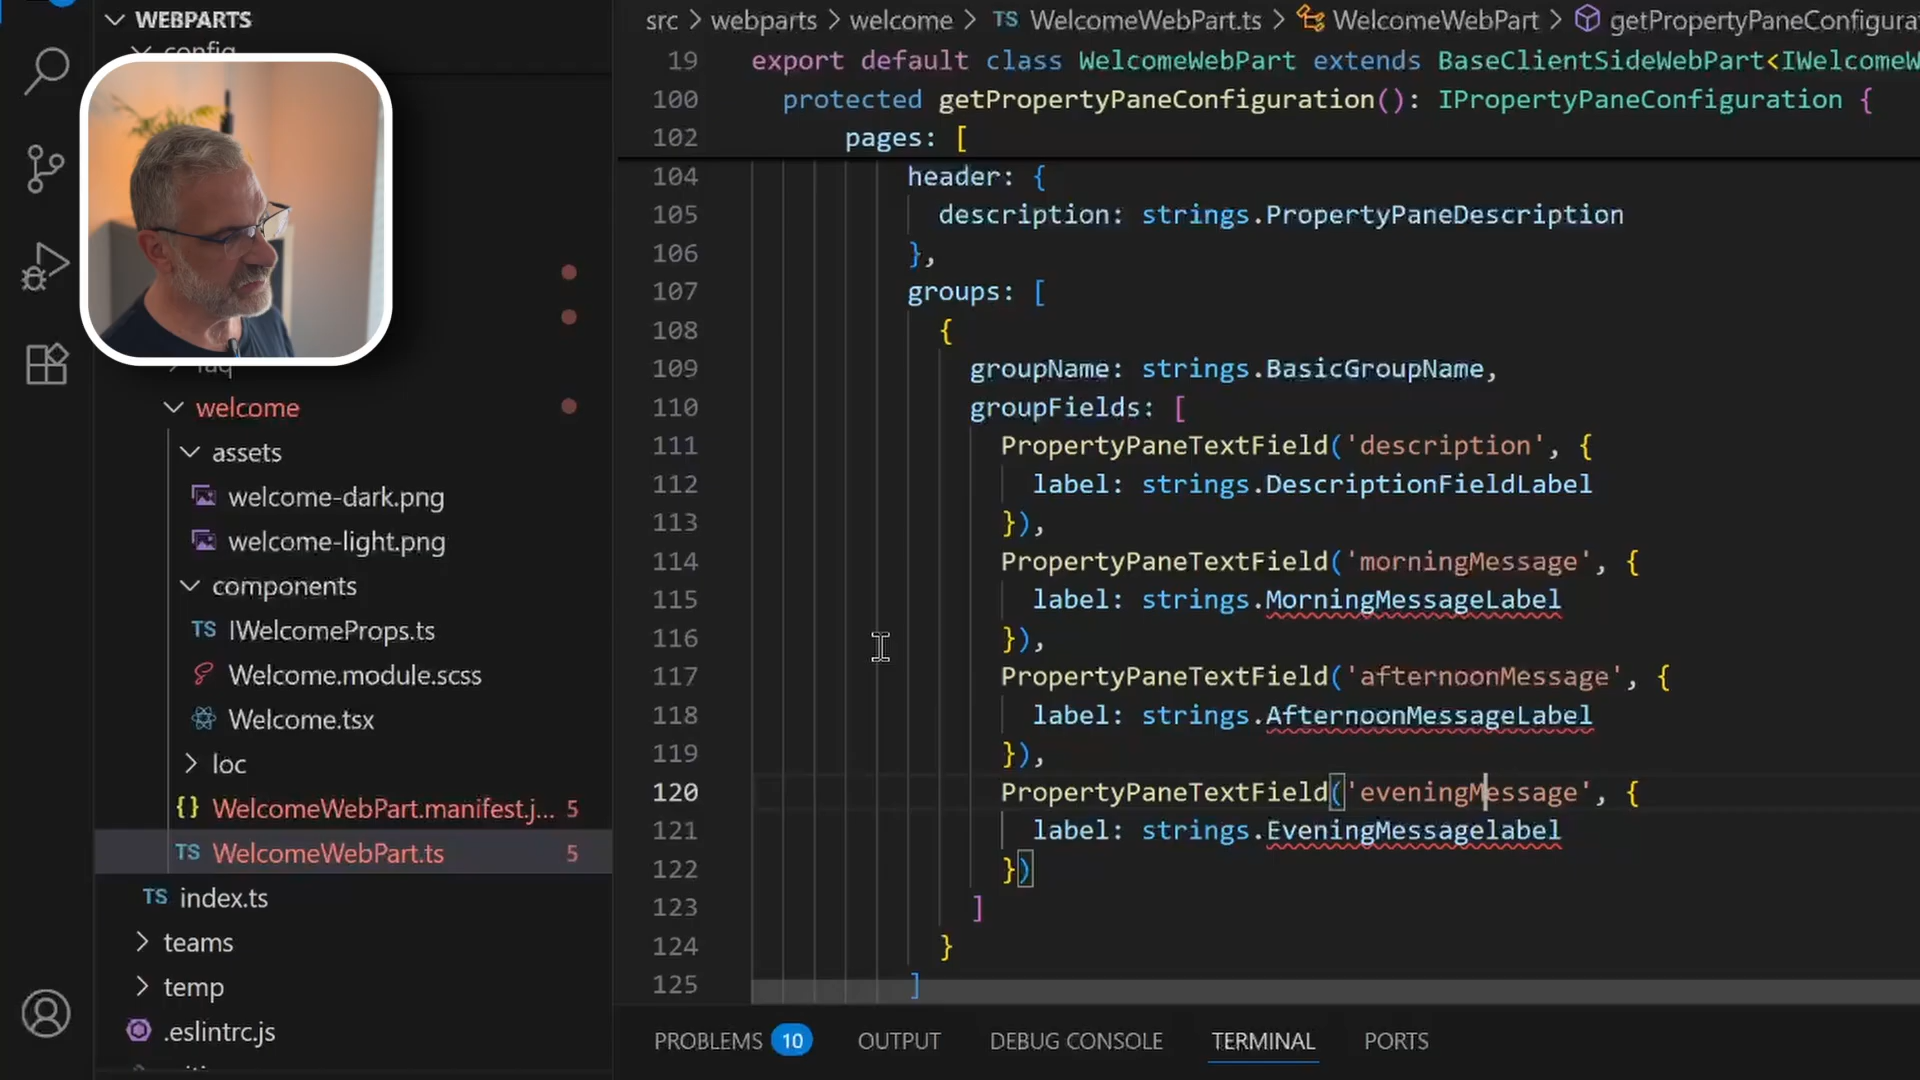 WEBPARTS
config
faq
welcome
assets
welcome-dark.png
welcome-light.png
components
TS IWelcomeProps.ts
Welcome.module.scss
Welcome.tsx
loc
{} WelcomeWebPart.manifest.j... 5
TS WelcomeWebPart.ts 5
TS index.ts
teams
temp
.eslintrc.js
src > webparts > welcome > TS WelcomeWebPart.ts > WelcomeWebPart > getPropertyPaneConfigura
19 export default class WelcomeWebPart extends BaseClientSideWebPart<IWelcomeW
100 protected getPropertyPaneConfiguration(): IPropertyPaneConfiguration {
102 pages: [
104 header: {
105 description: strings.PropertyPaneDescription
106 },
107 groups: [
108 {
109 groupName: strings.BasicGroupName,
110 groupFields: [
111 PropertyPaneTextField('description', {
112 label: strings.DescriptionFieldLabel
113 }),
114 PropertyPaneTextField('morningMessage', {
115 label: strings.MorningMessageLabel
116 }),
117 PropertyPaneTextField('afternoonMessage', {
118 label: strings.AfternoonMessageLabel
119 }),
120 PropertyPaneTextField('eveningMessage', {
121 label: strings.EveningMessagelabel
122 })
123 ]
124 }
125 ]
PROBLEMS 10 OUTPUT DEBUG CONSOLE TERMINAL PORTS